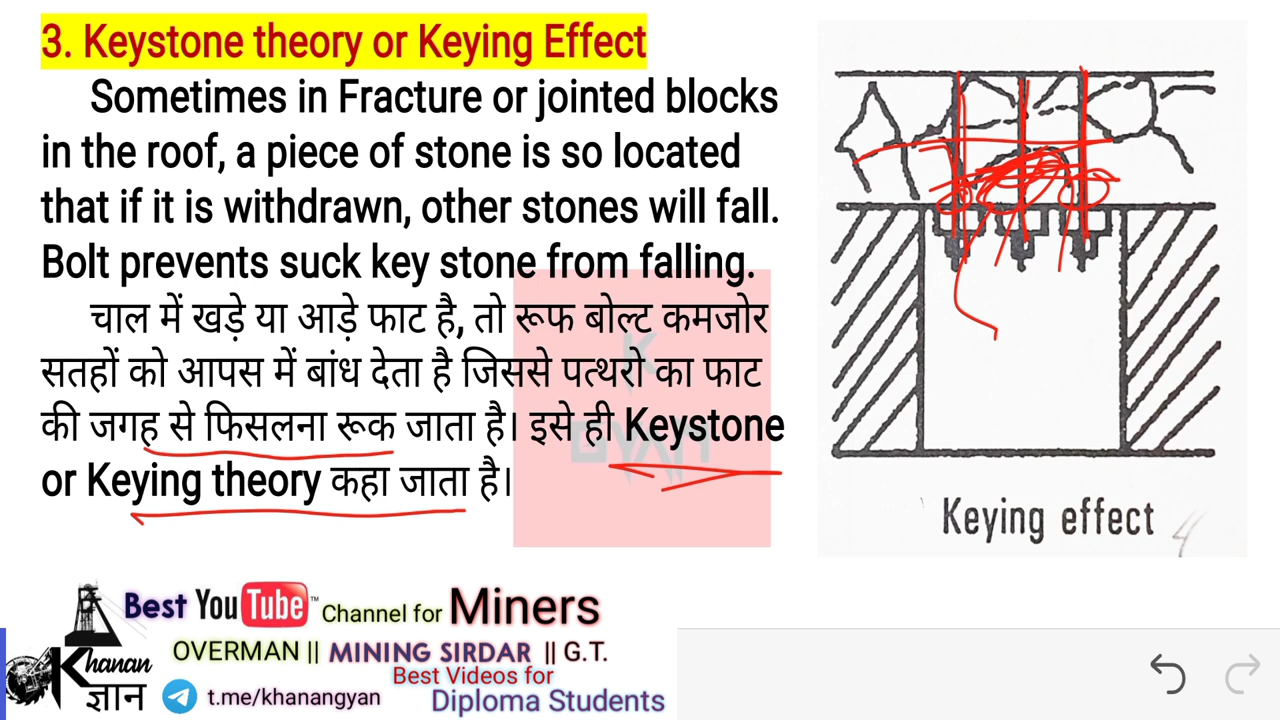 3. Keystone theory or Keying Effect
Sometimes in Fracture or jointed blocks
in the roof, a piece of stone is so located
that if it is withdrawn, other stones will fall.
Bolt prevents suck key stone from falling.
चाल में खड़े या आड़े फाट है, तो रूफ बोल्ट कमजोर
सतहों को आपस में बांध देता है जिससे पत्थरो का फाट
की जगह से फिसलना रूक जाता है। इसे ही Keystone
or Keying theory कहा जाता है।
Keying effect
4
Best YouTube™ Channel for Miners
OVERMAN || MINING SIRDAR || G.T.
Best Videos for
Diploma Students
Khanan
ज्ञान
t.me/khanangyan